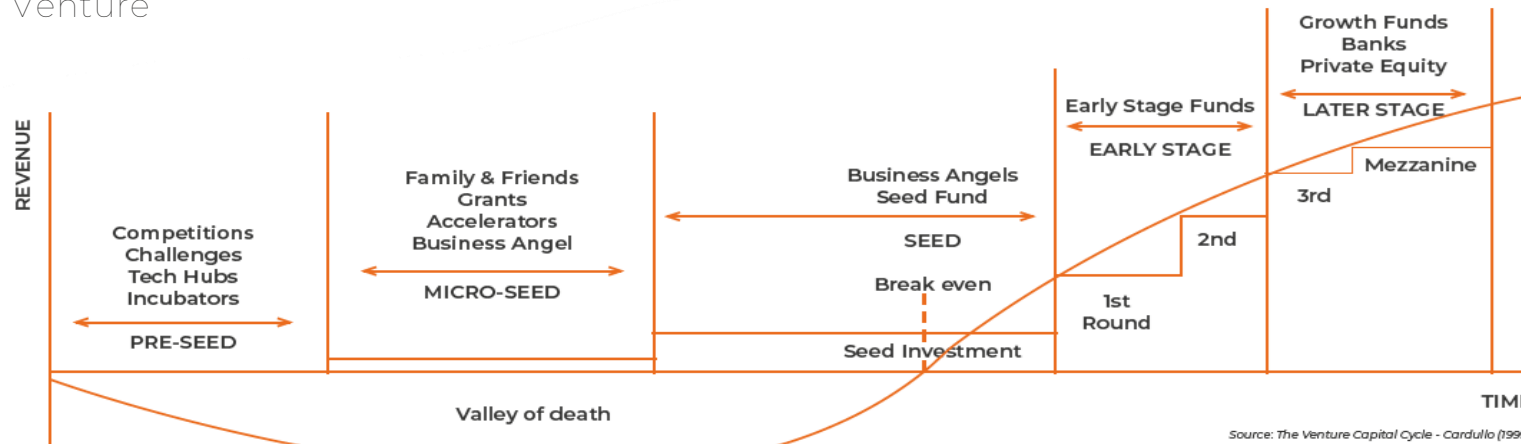 Venture
REVENUE
Competitions
Challenges
Tech Hubs
Incubators
PRE-SEED
Family & Friends
Grants
Accelerators
Business Angel
MICRO-SEED
Business Angels
Seed Fund
SEED
Break even
Seed Investment
Early Stage Funds
EARLY STAGE
1st
Round
2nd
Growth Funds
Banks
Private Equity
LATER STAGE
3rd
Mezzanine
Valley of death
Source: The Venture Capital Cycle - Cardullo